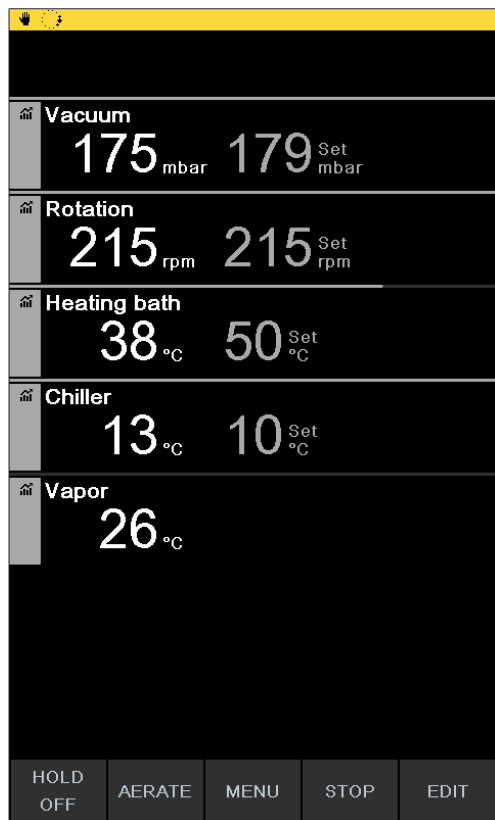 Vacuum
175 mbar 179 Set mbar
Rotation
215 rpm 215 Set rpm
Heating bath
38 °C 50 Set °C
Chiller
13 °C 10 Set °C
Vapor
26 °C
HOLD OFF AERATE MENU STOP EDIT